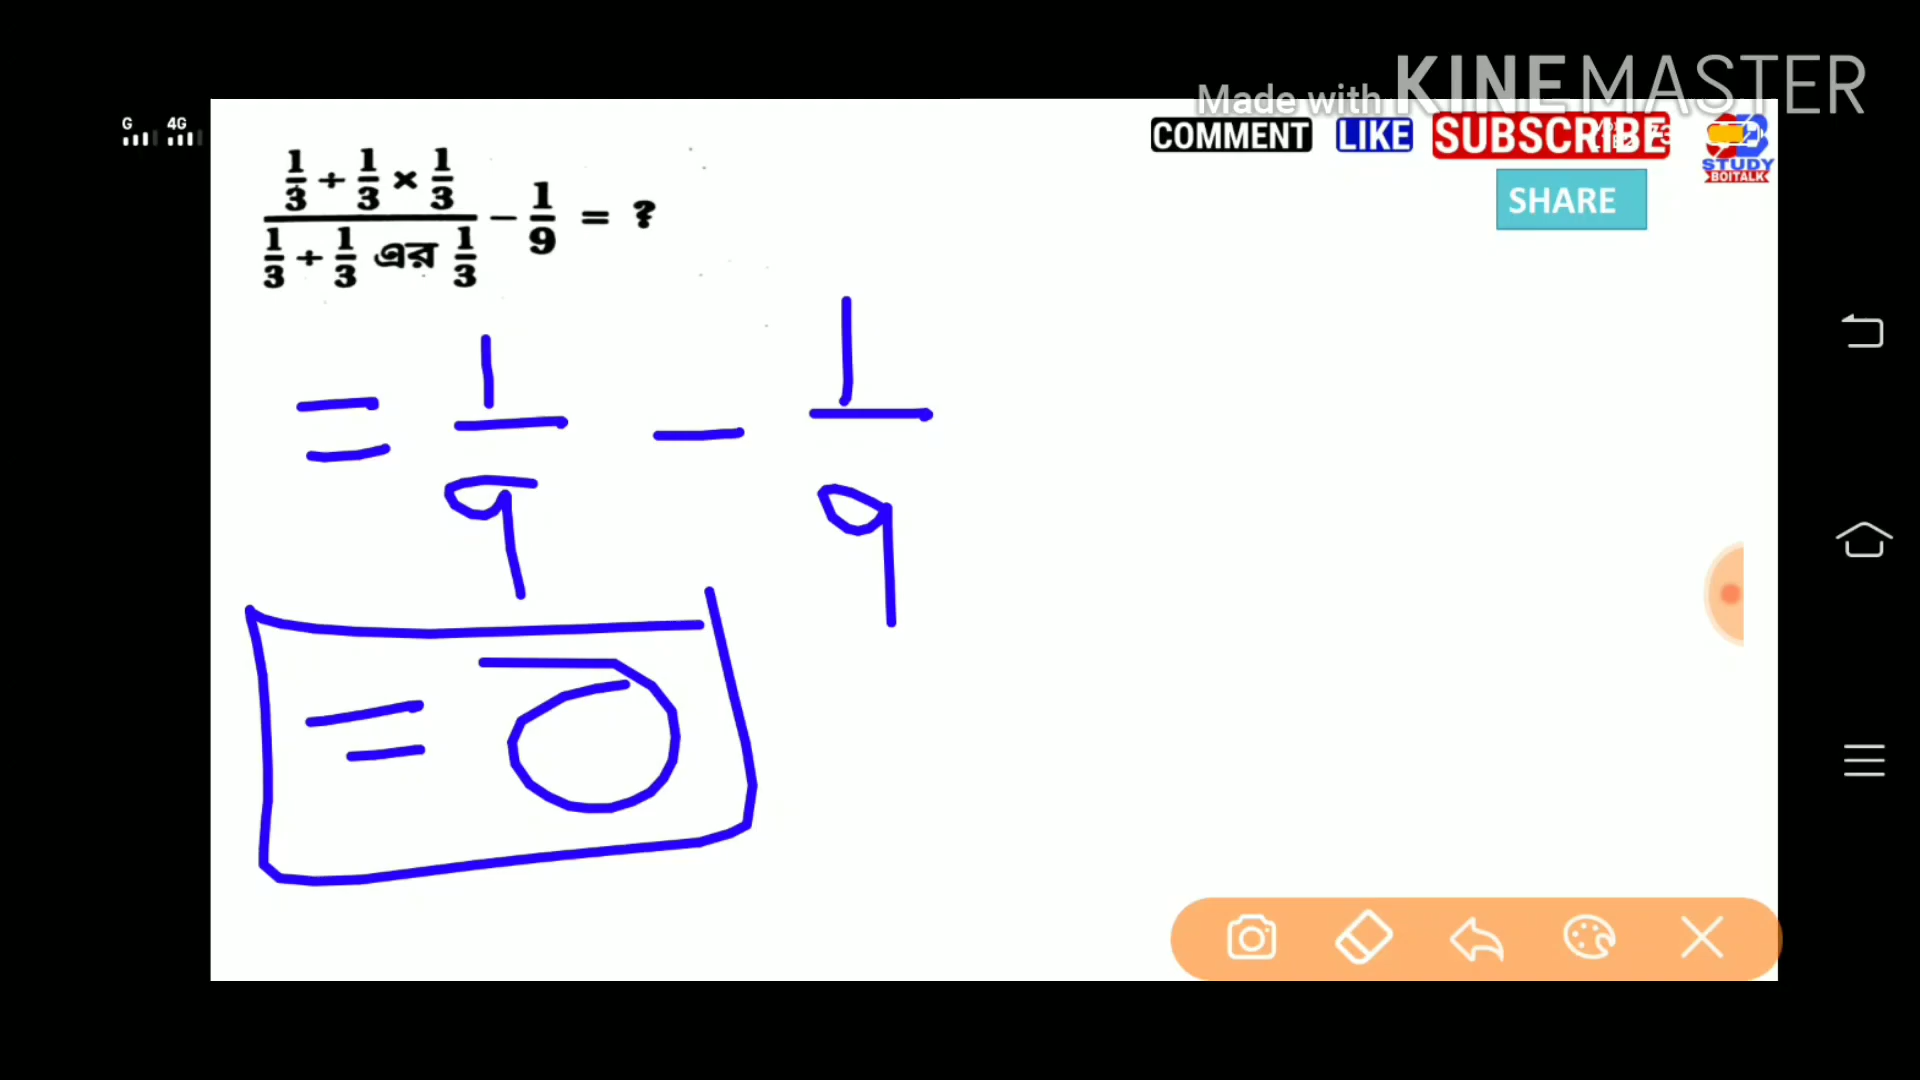 Made with KINEMASTER
G 4G
COMMENT LIKE SUBSCRIBE
STUDY
BOITALK
SHARE
1/3 ÷ 1/3 × 1/3
1/3 ÷ 1/3 এর 1/3
− 1/9 = ?
= 1/9 − 1/9
= 0